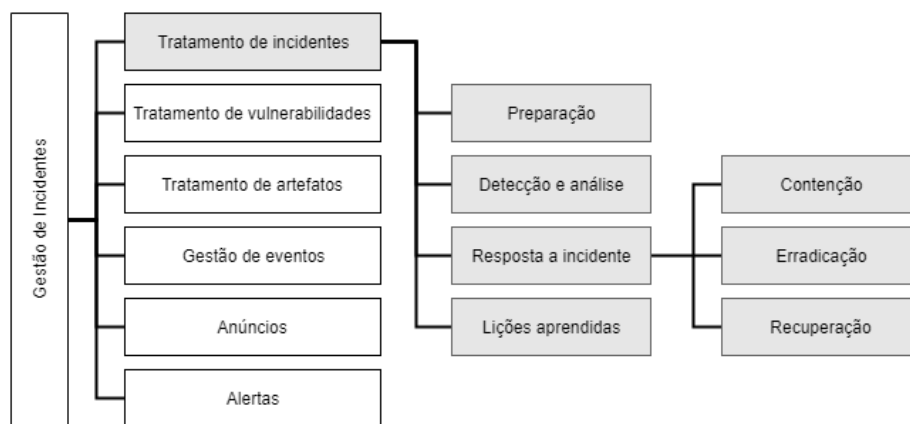 Gestão de Incidentes
Tratamento de incidentes
Tratamento de vulnerabilidades
Tratamento de artefatos
Gestão de eventos
Anúncios
Alertas
Preparação
Detecção e análise
Resposta a incidente
Lições aprendidas
Contenção
Erradicação
Recuperação